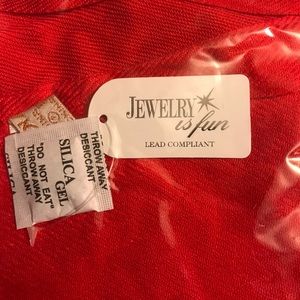 JEWELRY
is fun
LEAD COMPLIANT
THROW AWAY
DESICCANT
SILICA GEL
"DO NOT EAT"
THROW AWAY
DESICCANT